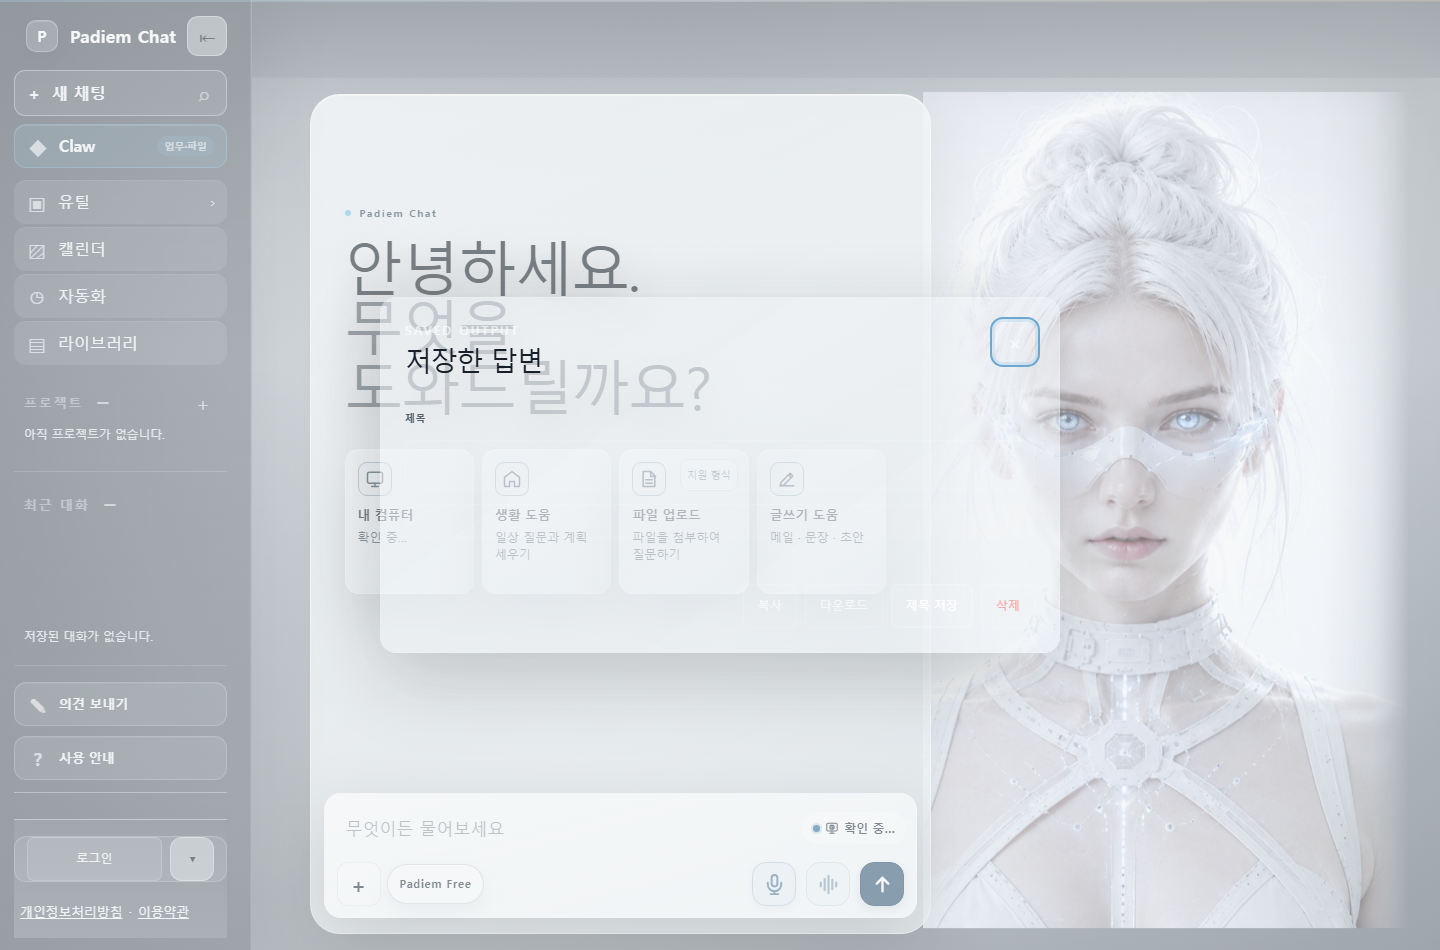 P Padiem Chat
+ 새 채팅
Claw 업무·파일
유틸
캘린더
자동화
라이브러리
프로젝트
아직 프로젝트가 없습니다.
최근 대화
저장된 대화가 없습니다.
의견 보내기
? 사용 안내
로그인
개인정보처리방침 · 이용약관
Padiem Chat
안녕하세요.
무엇을
도와드릴까요?
SAVED OUTPUT
저장한 답변
제목
내 컴퓨터
확인 중...
생활 도움
일상 질문과 계획
세우기
지원 형식
파일 업로드
파일을 첨부하여
질문하기
글쓰기 도움
메일 · 문장 · 초안
복사
다운로드
제목 저장
삭제
무엇이든 물어보세요
확인 중...
+
Padiem Free